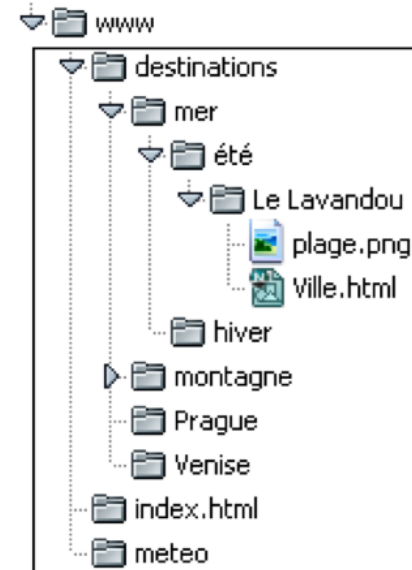 www
destinations
mer
été
Le Lavandou
plage.png
Ville.html
hiver
montagne
Prague
Venise
index.html
meteo